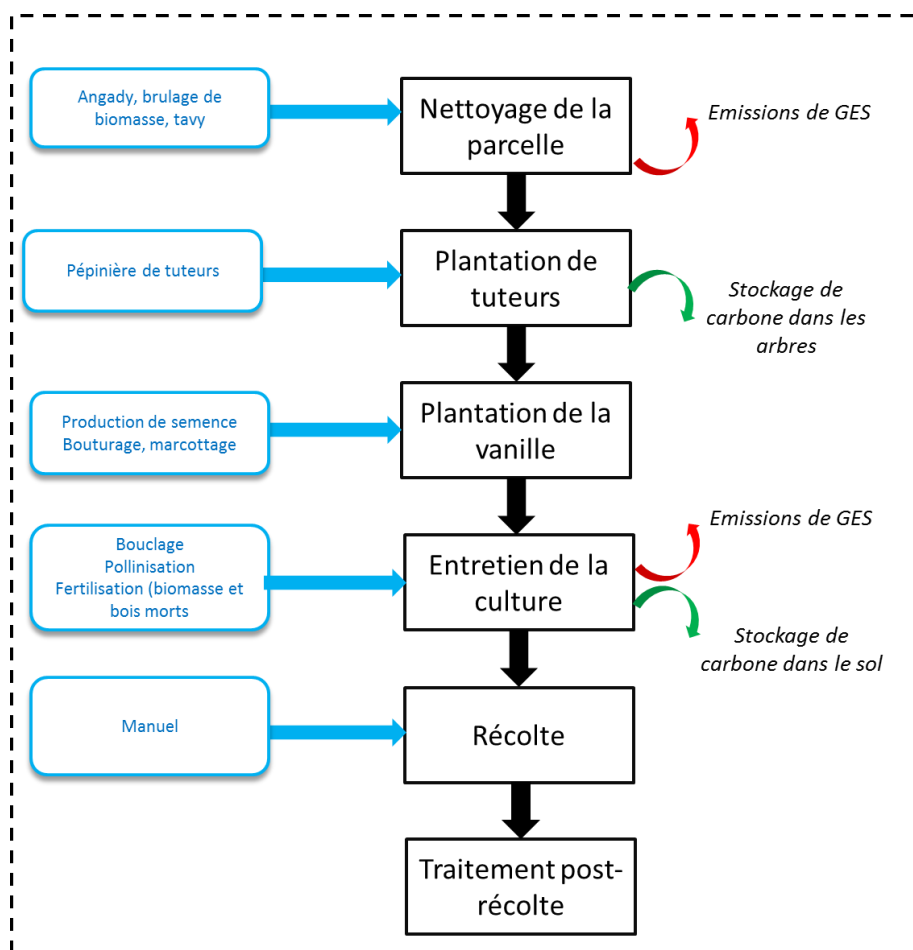 Angady, brulage de
biomasse, tavy
Nettoyage de la
parcelle
Emissions de GES
Pépinière de tuteurs
Plantation de
tuteurs
Stockage de
carbone dans les
arbres
Production de semence
Bouturage, marcottage
Plantation de la
vanille
Bouclage
Pollinisation
Fertilisation (biomasse et
bois morts
Entretien de la
culture
Emissions de GES
Stockage de
carbone dans le sol
Manuel
Récolte
Traitement post-
récolte